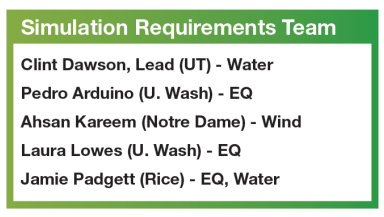 Simulation Requirements Team
Clint Dawson, Lead (UT) - Water
Pedro Arduino (U. Wash) - EQ
Ahsan Kareem (Notre Dame) - Wind
Laura Lowes (U. Wash) - EQ
Jamie Padgett (Rice) - EQ, Water